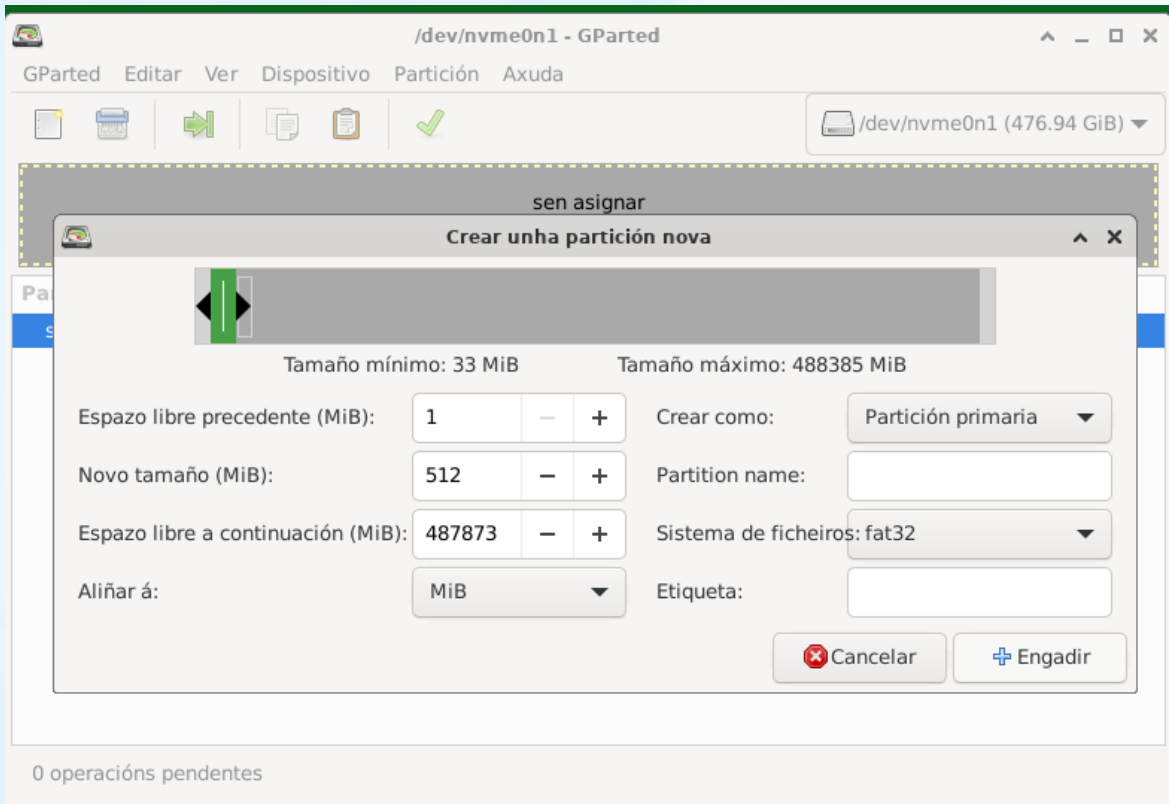 /dev/nvme0n1 - GParted
GParted Editar Ver Dispositivo Partición Axuda
/dev/nvme0n1 (476.94 GiB)
sen asignar
Crear unha partición nova
Pa
s
Tamaño mínimo: 33 MiB Tamaño máximo: 488385 MiB
Espazo libre precedente (MiB): 1 − + Crear como: Partición primaria
Novo tamaño (MiB): 512 − + Partition name:
Espazo libre a continuación (MiB): 487873 − + Sistema de ficheiros: fat32
Aliñar á: MiB Etiqueta:
Cancelar Engadir
0 operacións pendentes